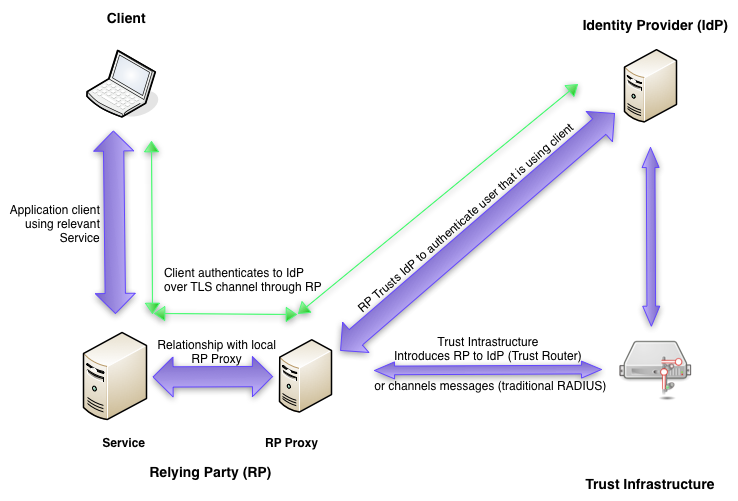 Client
Identity Provider (IdP)
Application client
using relevant
Service
Client authenticates to IdP
over TLS channel through RP
RP Trusts IdP to authenticate user that is using client
Relationship with local
RP Proxy
Trust Intrastructure
Introduces RP to IdP (Trust Router)
or channels messages (traditional RADIUS)
Service
RP Proxy
Relying Party (RP)
Trust Infrastructure